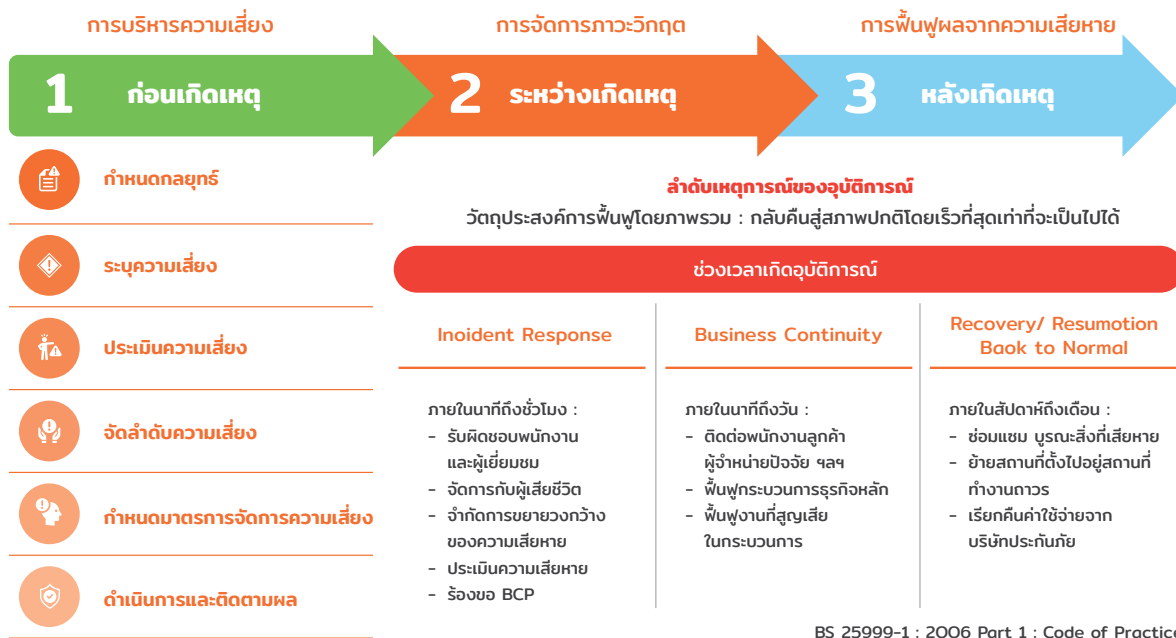 การบริหารความเสี่ยง
การจัดการภาวะวิกฤต
การฟื้นฟูผลจากความเสียหาย
1 ก่อนเกิดเหตุ
2 ระหว่างเกิดเหตุ
3 หลังเกิดเหตุ
กำหนดกลยุทธ์
ระบุความเสี่ยง
ประเมินความเสี่ยง
จัดลำดับความเสี่ยง
กำหนดมาตรการจัดการความเสี่ยง
ดำเนินการและติดตามผล
ลำดับเหตุการณ์ของอุบัติการณ์
วัตถุประสงค์การฟื้นฟูโดยภาพรวม : กลับคืนสู่สภาพปกติโดยเร็วที่สุดเท่าที่จะเป็นไปได้
ช่วงเวลาเกิดอุบัติการณ์
Inoident Response
ภายในนาทีถึงชั่วโมง :
- รับผิดชอบพนักงาน
และผู้เยี่ยมชม
- จัดการกับผู้เสียชีวิต
- จำกัดการขยายวงกว้าง
ของความเสียหาย
- ประเมินความเสียหาย
- ร้องขอ BCP
Business Continuity
ภายในนาทีถึงวัน :
- ติดต่อพนักงานลูกค้า
ผู้จำหน่ายปัจจัย ฯลฯ
- ฟื้นฟูกระบวนการธุรกิจหลัก
- ฟื้นฟูงานที่สูญเสีย
ในกระบวนการ
Recovery/ Resumotion
Baok to Normal
ภายในสัปดาห์ถึงเดือน :
- ซ่อมแซม บูรณะสิ่งที่เสียหาย
- ย้ายสถานที่ตั้งไปอยู่สถานที่
ทำงานถาวร
- เรียกคืนค่าใช้จ่ายจาก
บริษัทประกันภัย
BS 25999-1 : 2006 Part 1 : Code of Practice